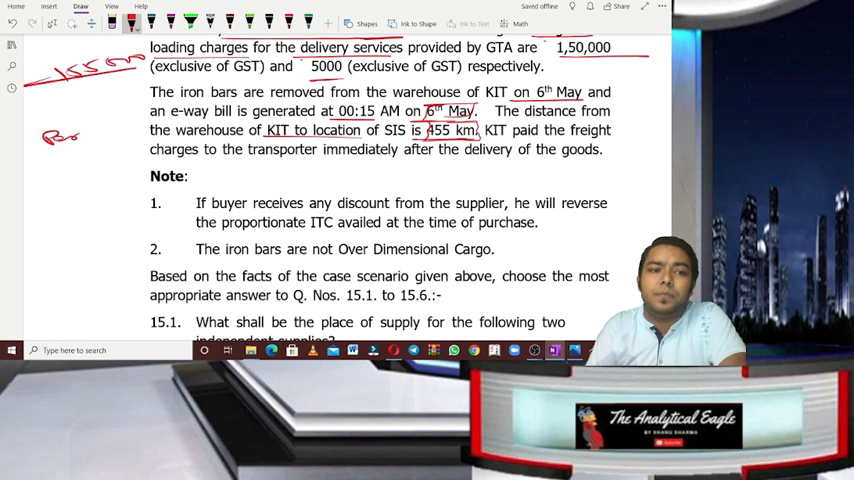 Saved offline
Home Insert Draw View Help
Shapes Ink to Shape Ink to Text Math
loading charges for the delivery services provided by GTA are ` 1,50,000
(exclusive of GST) and ` 5000 (exclusive of GST) respectively.
155000
The iron bars are removed from the warehouse of KIT on 6th May and
an e-way bill is generated at 00:15 AM on 6th May. The distance from
the warehouse of KIT to location of SIS is 455 km. KIT paid the freight
charges to the transporter immediately after the delivery of the goods.
Note:
1. If buyer receives any discount from the supplier, he will reverse
the proportionate ITC availed at the time of purchase.
2. The iron bars are not Over Dimensional Cargo.
Based on the facts of the case scenario given above, choose the most
appropriate answer to Q. Nos. 15.1. to 15.6.:-
15.1. What shall be the place of supply for the following two
independent supplies?
Type here to search
The Analytical Eagle
BY SHANU SHARMA